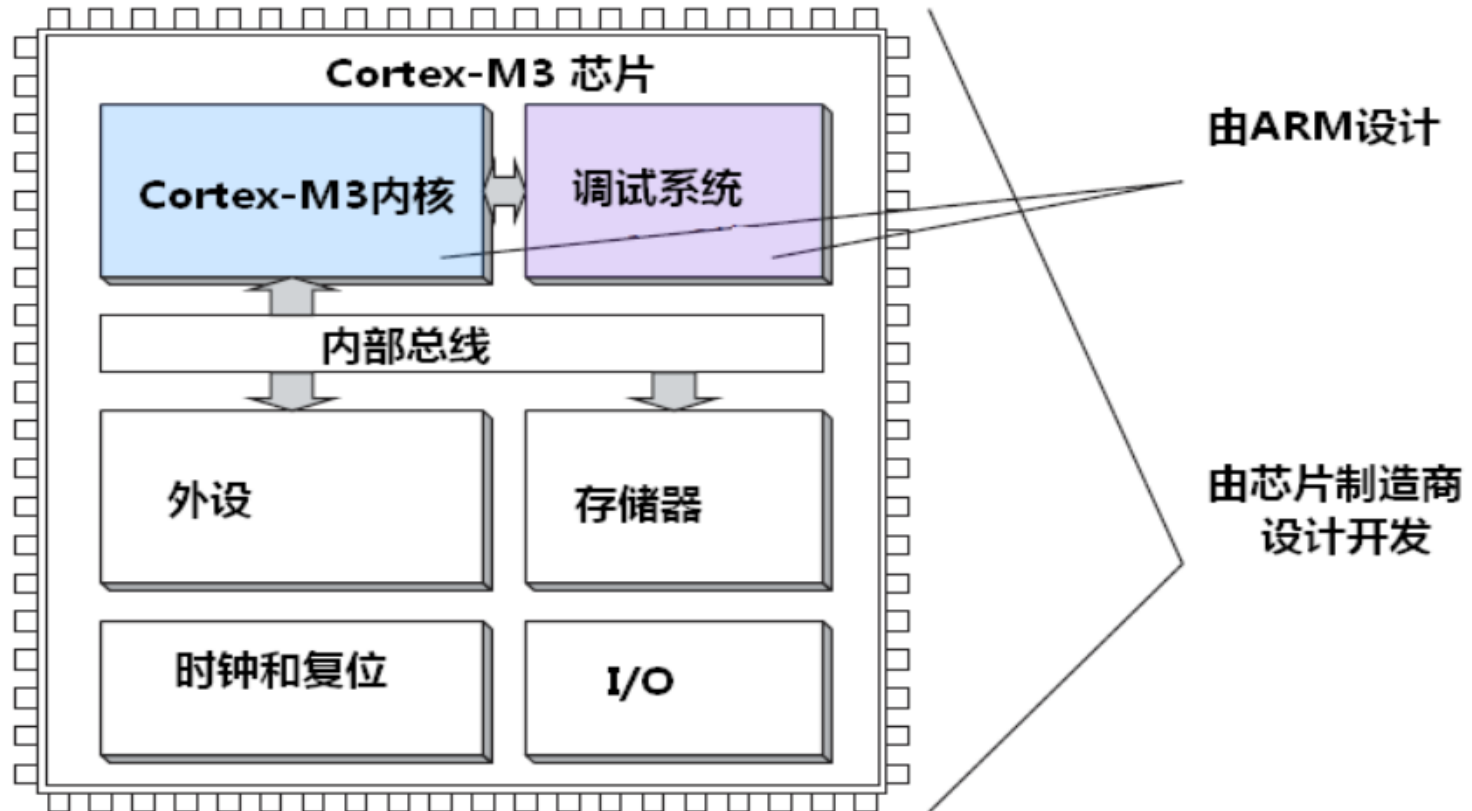 Cortex-M3 芯片
由ARM设计
Cortex-M3内核
调试系统
内部总线
外设
存储器
由芯片制造商
设计开发
时钟和复位
I/O